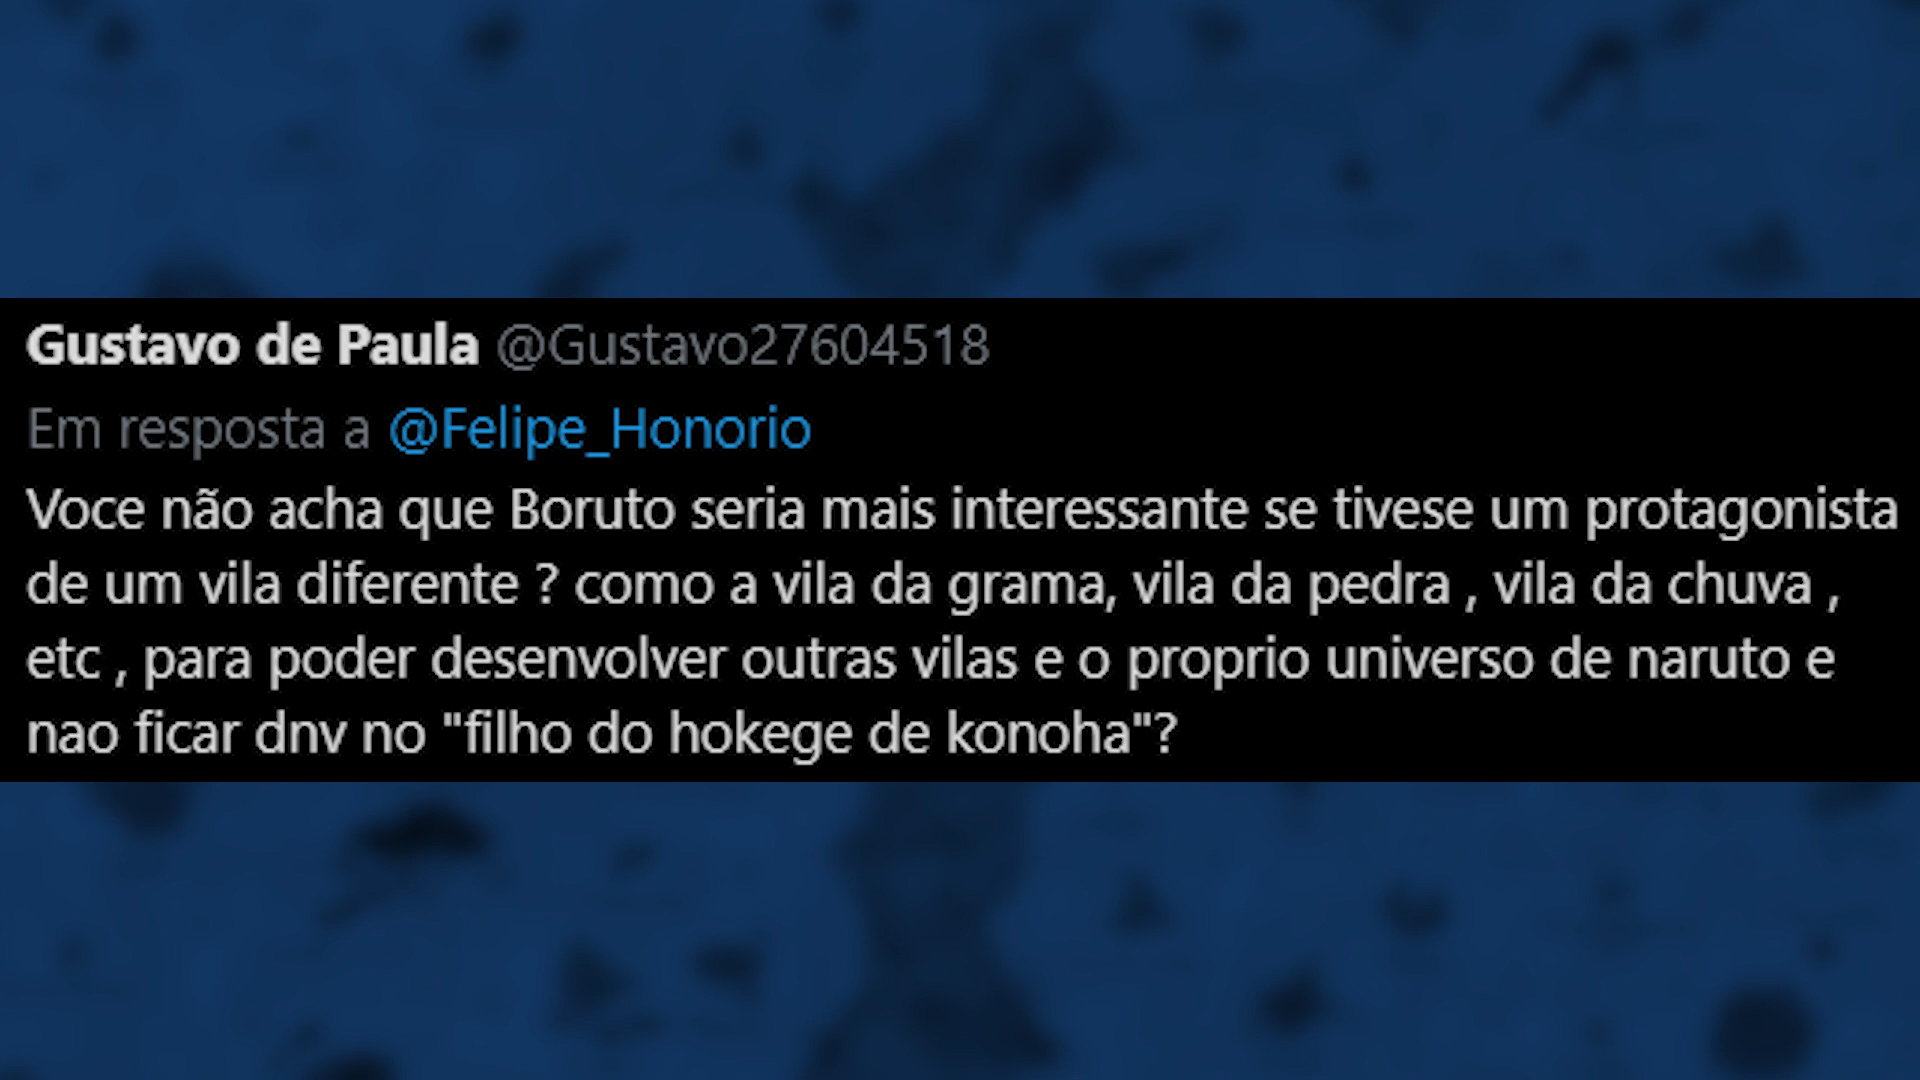 Gustavo de Paula @Gustavo27604518
Em resposta a @Felipe_Honorio
Voce não acha que Boruto seria mais interessante se tivese um protagonista
de um vila diferente ? como a vila da grama, vila da pedra , vila da chuva ,
etc , para poder desenvolver outras vilas e o proprio universo de naruto e
nao ficar dnv no "filho do hokege de konoha"?